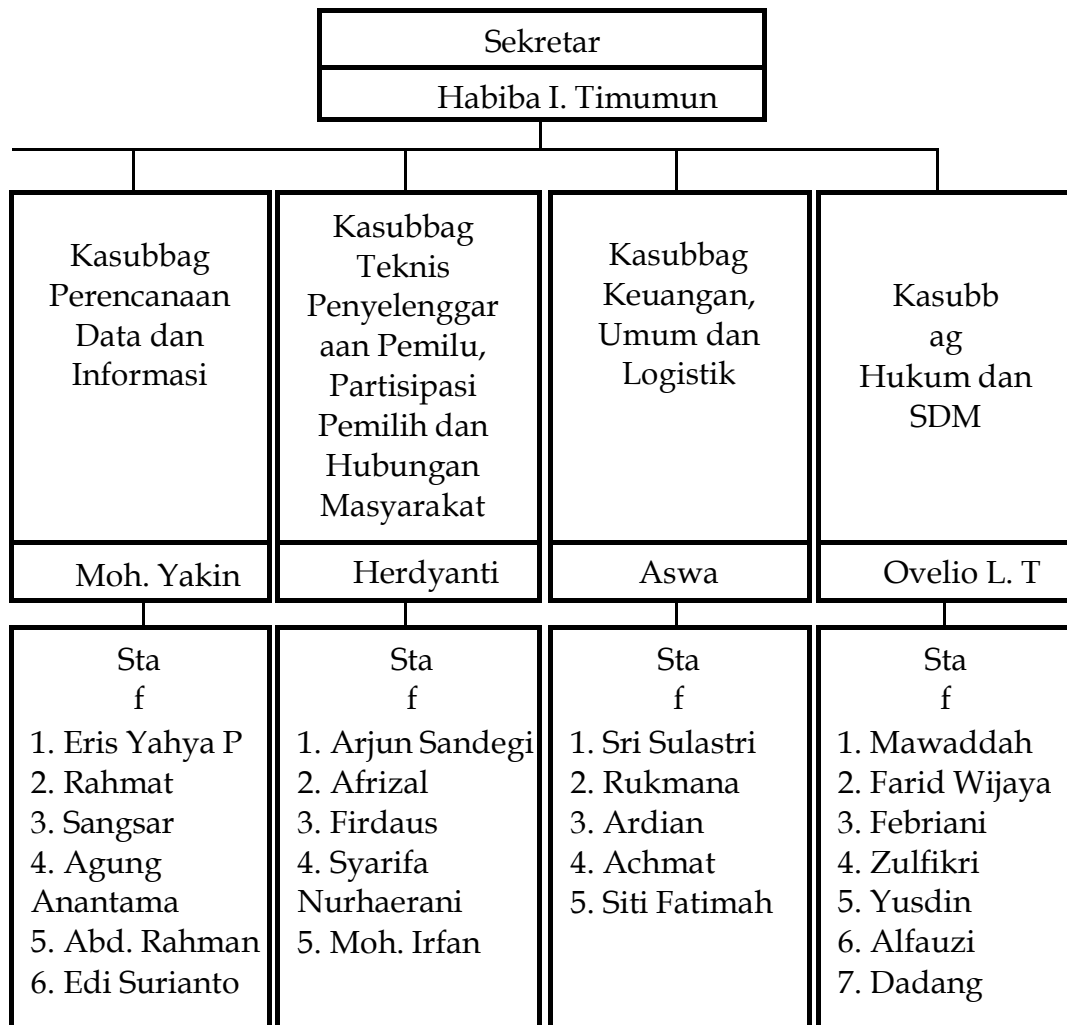 Sekretar
Habiba I. Timumun
Kasubbag
Perencanaan
Data dan
Informasi
Moh. Yakin
Kasubbag
Teknis
Penyelenggar
aan Pemilu,
Partisipasi
Pemilih dan
Hubungan
Masyarakat
Herdyanti
Kasubbag
Keuangan,
Umum dan
Logistik
Aswa
Kasubb
ag
Hukum dan
SDM
Ovelio L. T
Sta
f
1. Eris Yahya P
2. Rahmat
3. Sangsar
4. Agung
Anantama
5. Abd. Rahman
6. Edi Surianto
Sta
f
1. Arjun Sandegi
2. Afrizal
3. Firdaus
4. Syarifa
Nurhaerani
5. Moh. Irfan
Sta
f
1. Sri Sulastri
2. Rukmana
3. Ardian
4. Achmat
5. Siti Fatimah
Sta
f
1. Mawaddah
2. Farid Wijaya
3. Febriani
4. Zulfikri
5. Yusdin
6. Alfauzi
7. Dadang